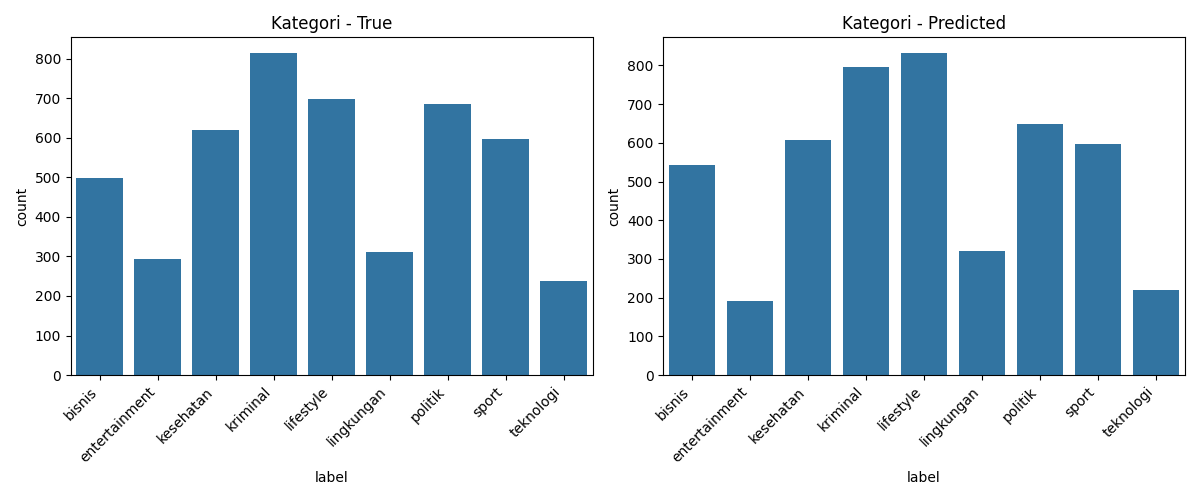 Kategori - True
800
700
600
500
400
300
200
100
0
count
bisnis
entertainment
kesehatan
kriminal
lifestyle
lingkungan
politik
sport
teknologi
label
Kategori - Predicted
800
700
600
500
400
300
200
100
0
count
bisnis
entertainment
kesehatan
kriminal
lifestyle
lingkungan
politik
sport
teknologi
label